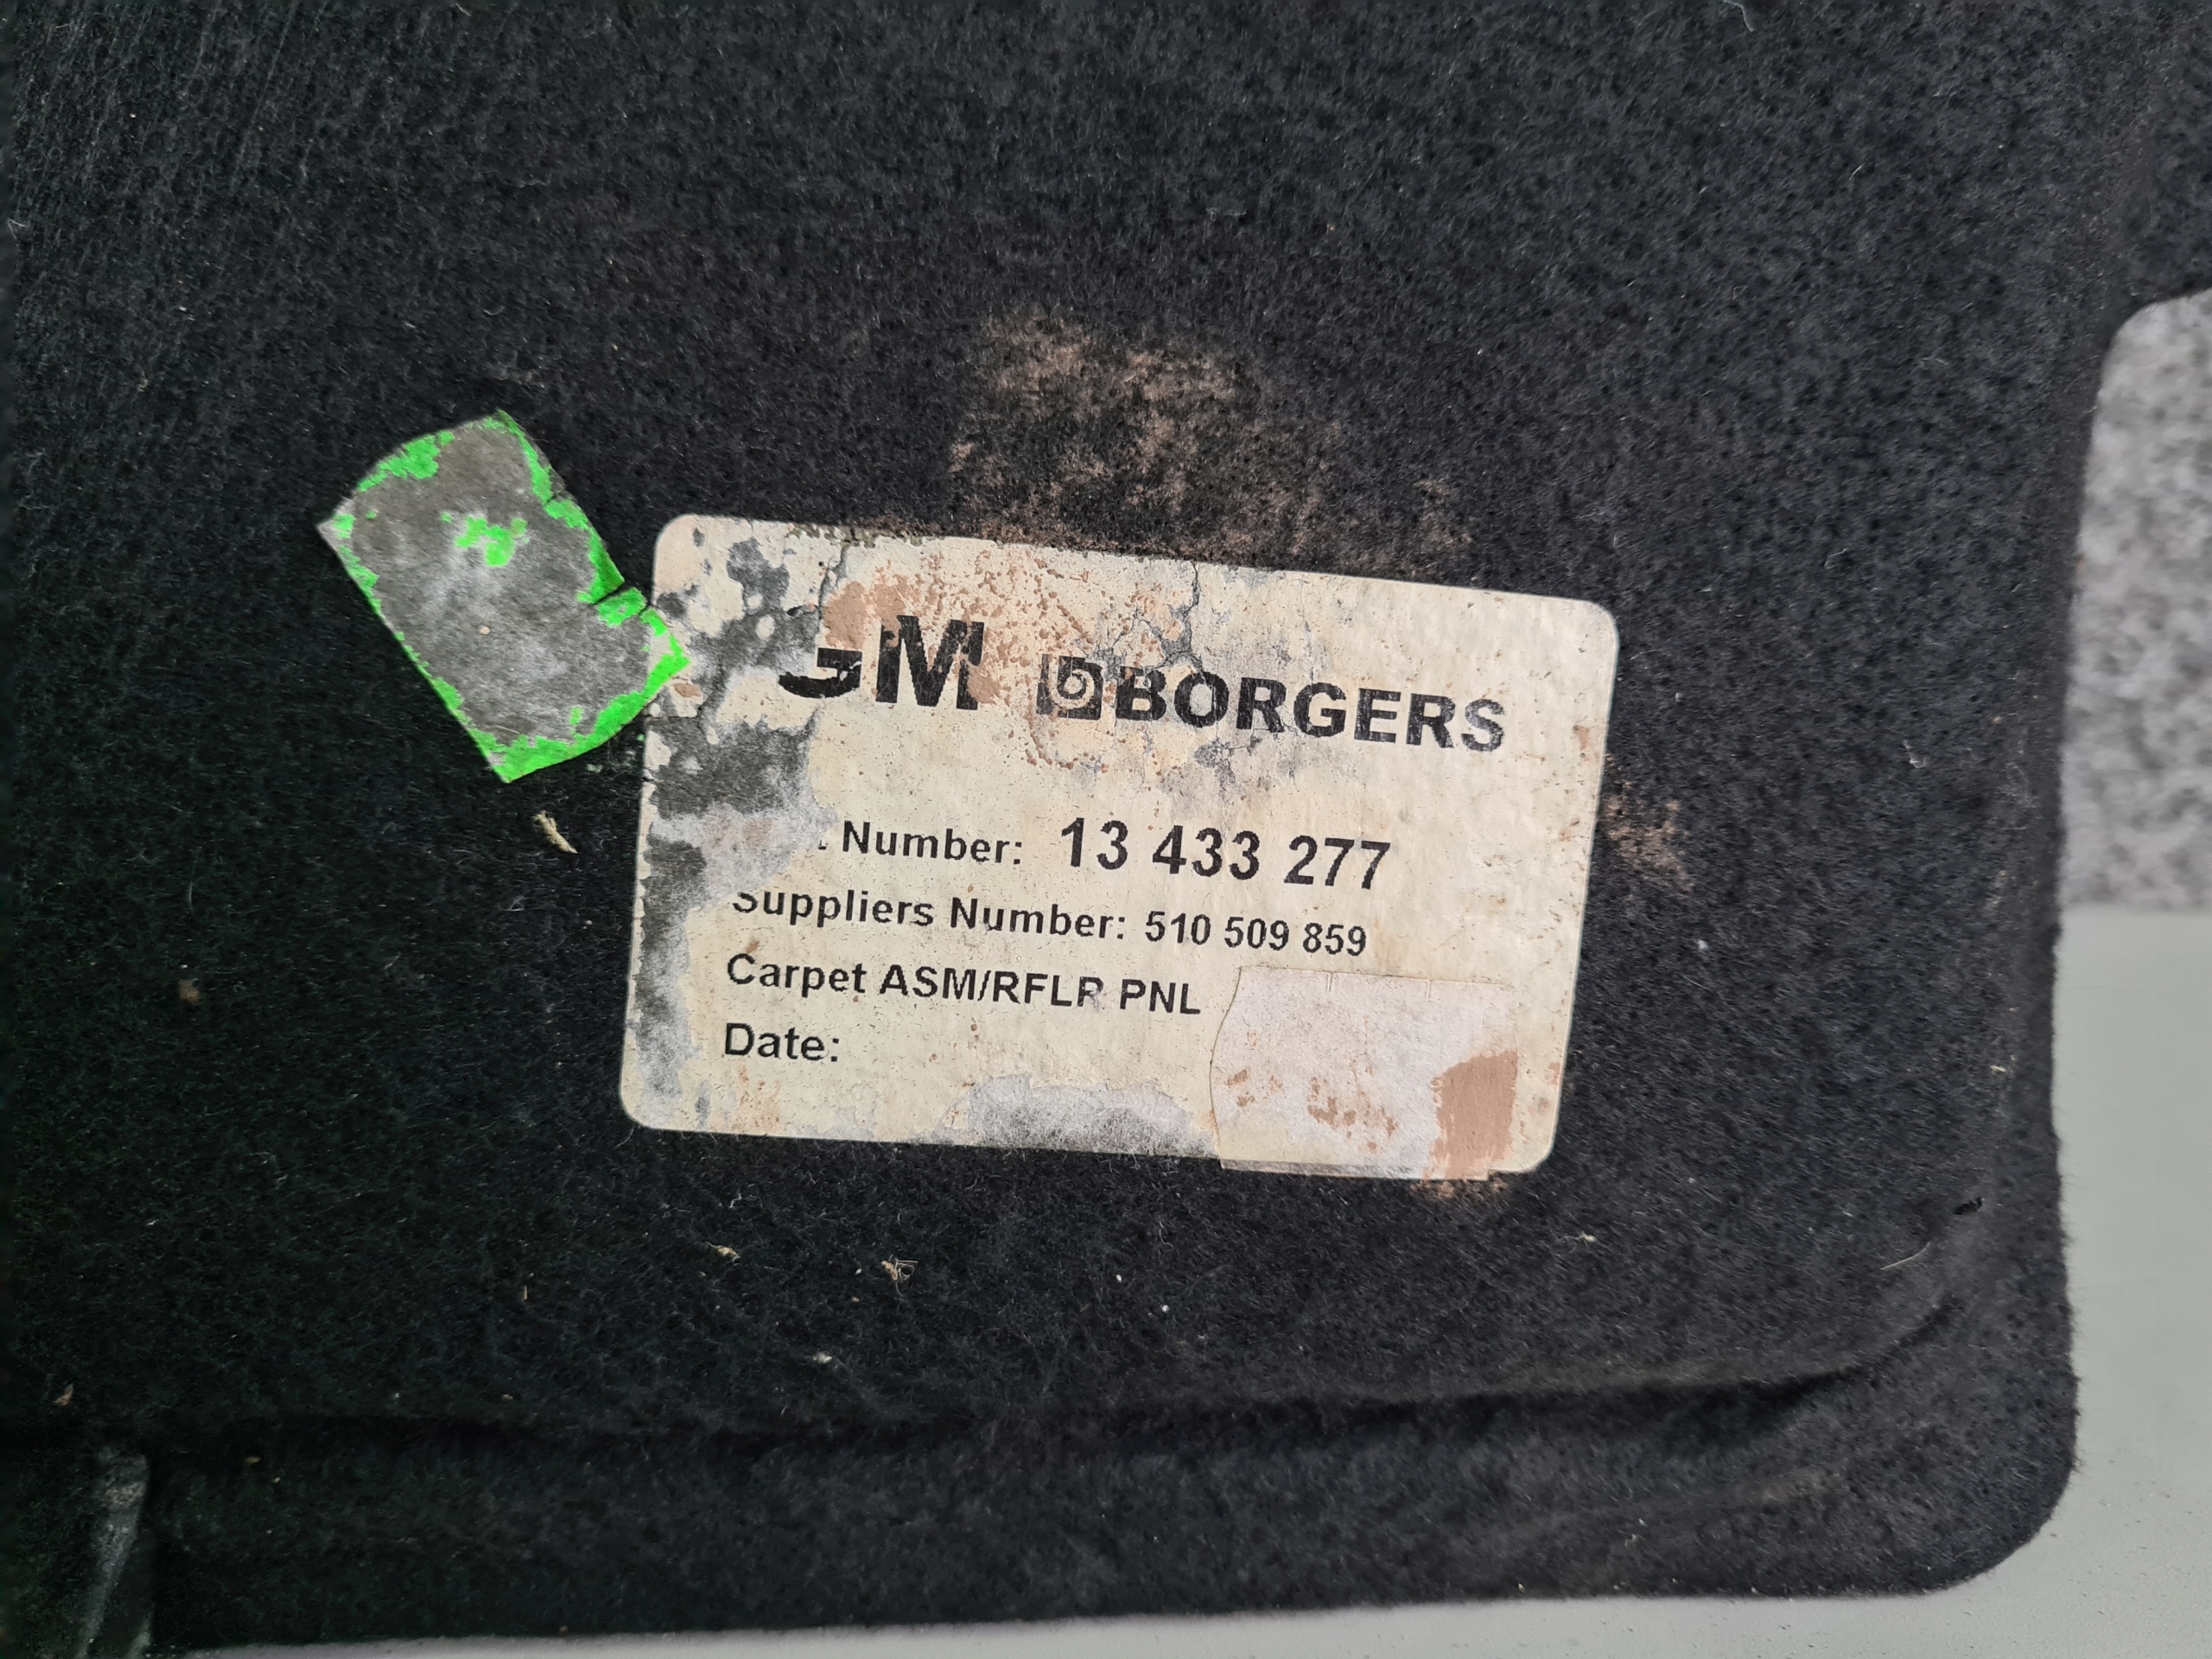 GM BORGERS
Number: 13 433 277
Suppliers Number: 510 509 859
Carpet ASM/RFLR PNL
Date: